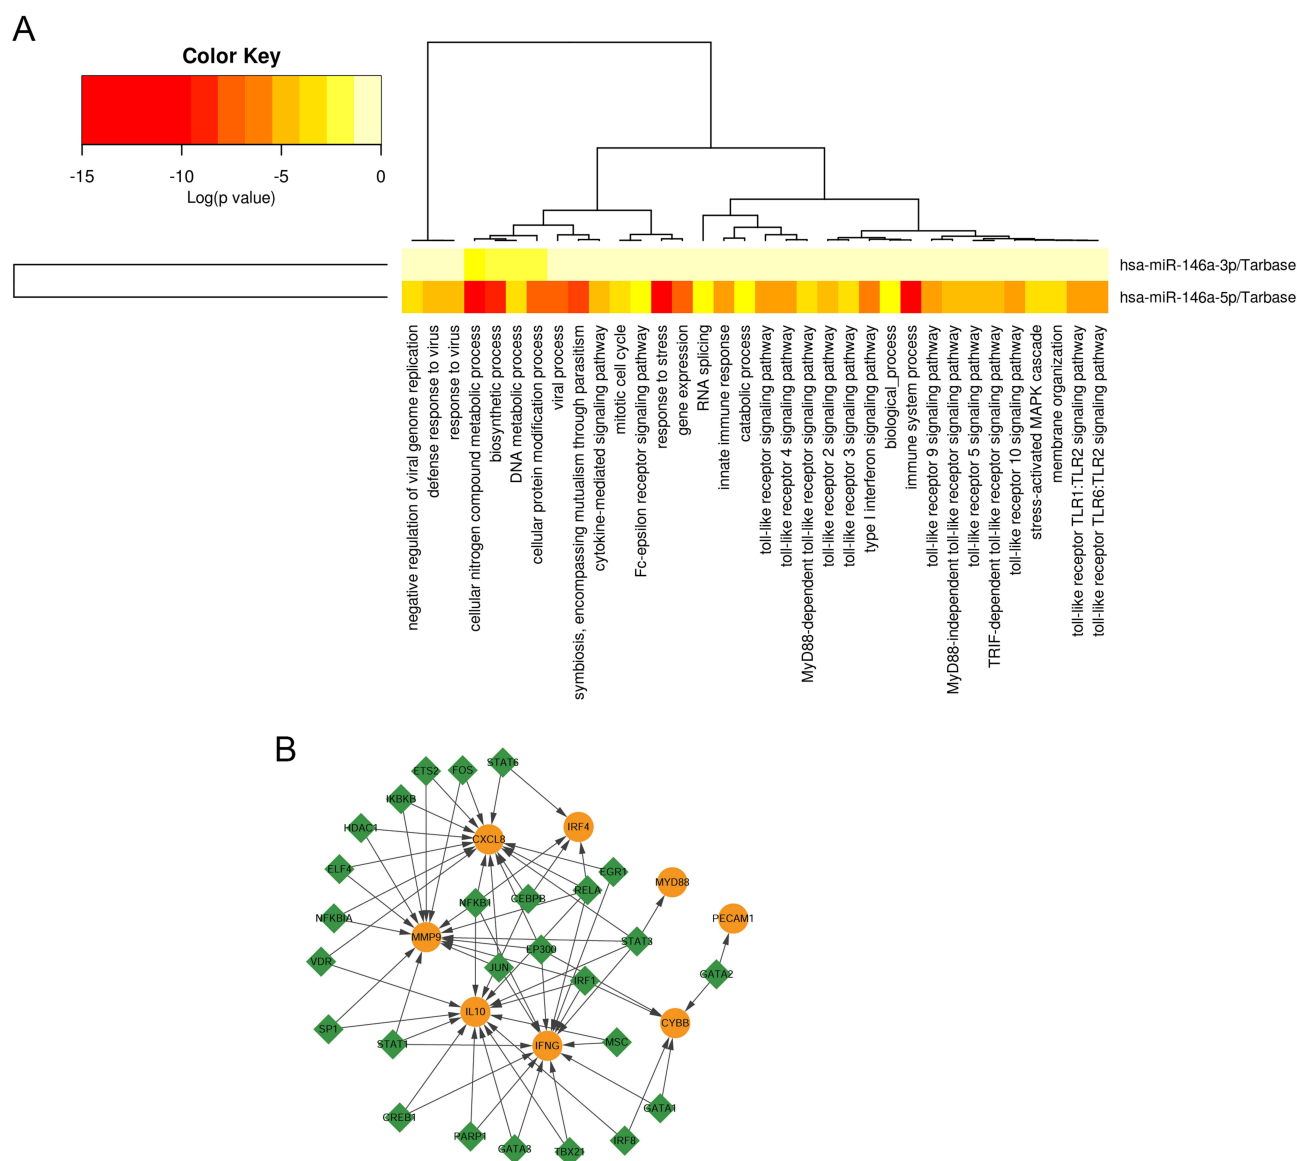 A
Color Key
-15
-10
-5
0
Log(p value)
hsa-miR-146a-3p/Tarbase
hsa-miR-146a-5p/Tarbase
negative regulation of viral genome replication
defense response to virus
response to virus
cellular nitrogen compound metabolic process
biosynthetic process
DNA metabolic process
cellular protein modification process
viral process
symbiosis, encompassing mutualism through parasitism
cytokine-mediated signaling pathway
mitotic cell cycle
Fc-epsilon receptor signaling pathway
response to stress
gene expression
RNA splicing
innate immune response
catabolic process
toll-like receptor signaling pathway
toll-like receptor 4 signaling pathway
MyD88-dependent toll-like receptor signaling pathway
toll-like receptor 2 signaling pathway
toll-like receptor 3 signaling pathway
type I interferon signaling pathway
biological_process
immune system process
toll-like receptor 9 signaling pathway
MyD88-independent toll-like receptor signaling pathway
toll-like receptor 5 signaling pathway
TRIF-dependent toll-like receptor signaling pathway
toll-like receptor 10 signaling pathway
stress-activated MAPK cascade
membrane organization
toll-like receptor TLR1:TLR2 signaling pathway
toll-like receptor TLR6:TLR2 signaling pathway
B
STAT6
ETS2
FOS
IKBKB
HDAC1
IRF4
CXCL8
ELF4
EGR1
MYD88
RELA
CEBPB
NFKB1
NFKBIA
PECAM1
MMP9
STAT3
EP300
VDR
JUN
GATA2
IRF1
IL10
CYBB
SP1
STAT1
IFNG
MSC
GATA1
CREB1
PARP1
IRF8
GATA3
TBX21